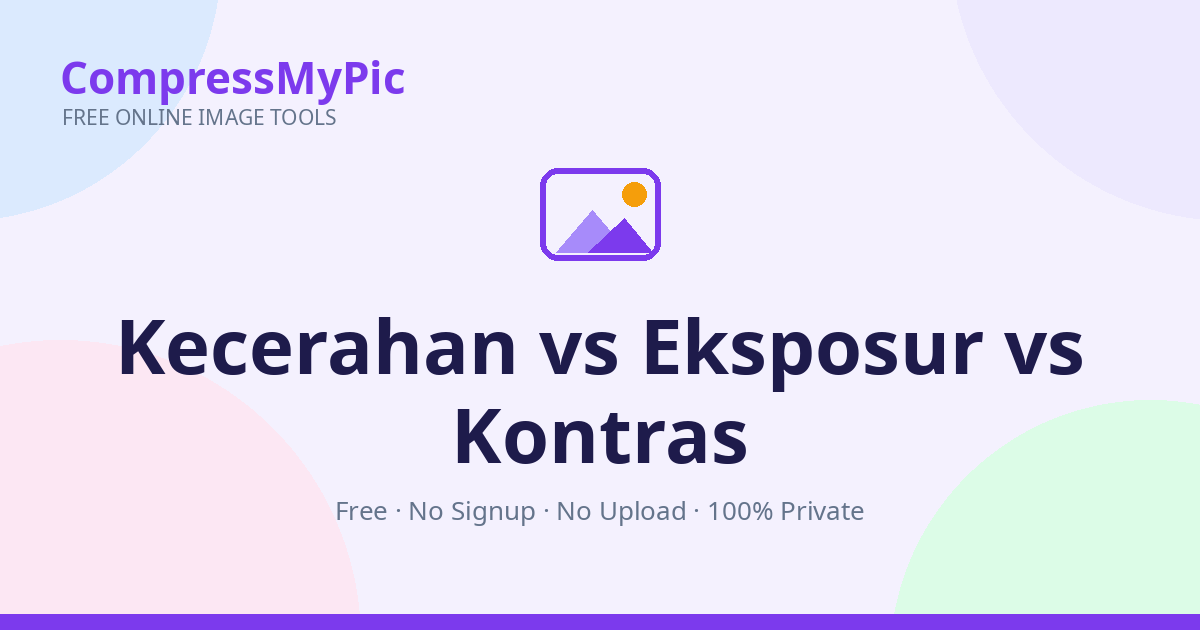 CompressMyPic
FREE ONLINE IMAGE TOOLS
Kecerahan vs Eksposur vs
Kontras
Free · No Signup · No Upload · 100% Private